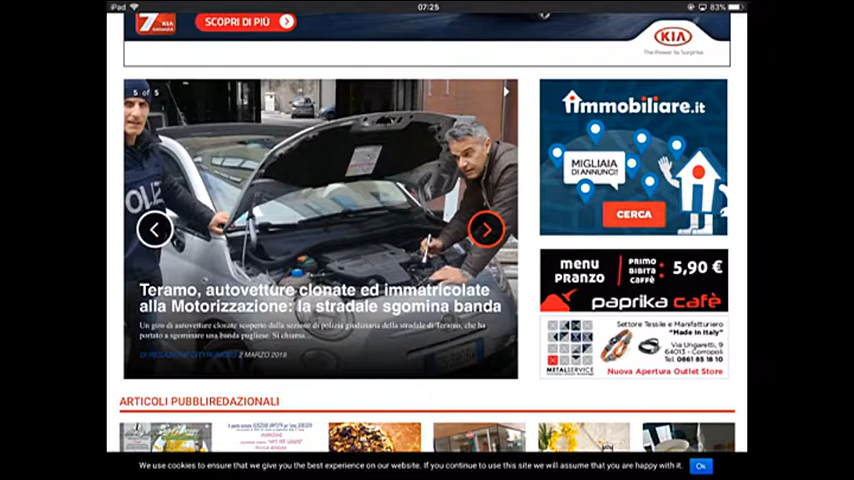 iPad
07:25
83%
7 KIA
SCOPRI DI PIÙ
KIA
The Power to Surprise
5 of 5
POLIZ
Teramo, autovetture clonate ed immatricolate
alla Motorizzazione: la stradale sgomina banda
Un giro di autovetture clonate scoperto dalla sezione di polizia giudiziaria della stradale di Teramo, che ha
portato a sgominare una banda pugliese. Si chiama
2 MARZO 2018
immobiliare.it
MIGLIAIA
DI ANNUNCI!
CERCA
MENU
PRANZO
PRIMO
BIBITA
CAFFÈ
: 5,90 €
paprika cafè
METALSERVICE
Settore Tessile e Manifatturiero
"Made in Italy"
Via Ungaretti, 9
64013 - Corropoli
Tel. 0861 85 18 10
Nuova Apertura Outlet Store
ARTICOLI PUBBLIREDAZIONALI
We use cookies to ensure that we give you the best experience on our website. If you continue to use this site we will assume that you are happy with it.
Ok